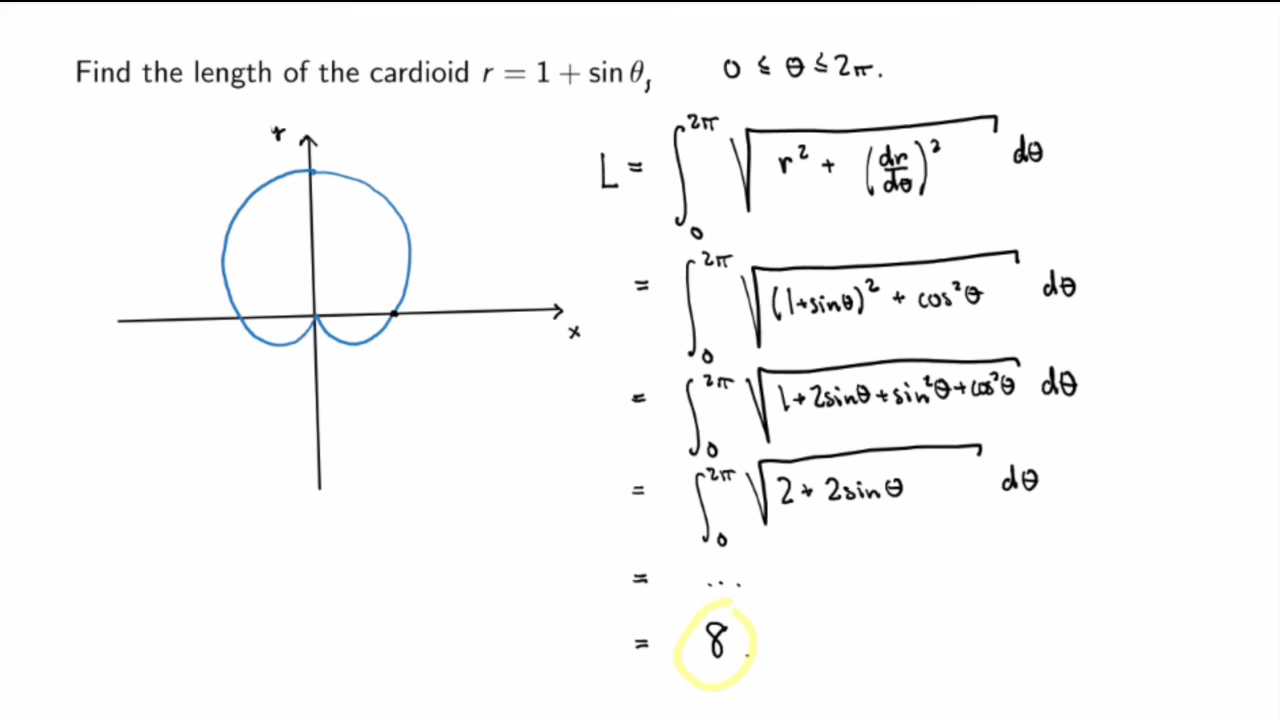 Find the length of the cardioid r = 1 + sin θ, 0 ≤ θ ≤ 2π.
r
x
L = ∫₀^{2π} √(r² + (dr/dθ)²) dθ
= ∫₀^{2π} √((1+sinθ)² + cos²θ) dθ
= ∫₀^{2π} √(1+2sinθ+sin²θ+cos²θ) dθ
= ∫₀^{2π} √(2+2sinθ) dθ
= ...
= 8.